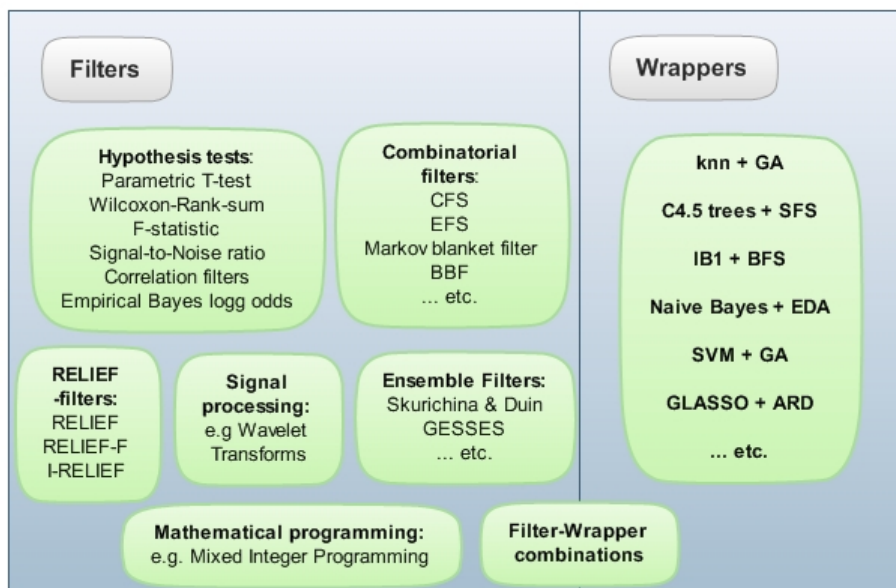 Filters
Wrappers
Hypothesis tests:
Parametric T-test
Wilcoxon-Rank-sum
F-statistic
Signal-to-Noise ratio
Correlation filters
Empirical Bayes logg odds
Combinatorial
filters:
CFS
EFS
Markov blanket filter
BBF
... etc.
knn + GA
C4.5 trees + SFS
IB1 + BFS
Naive Bayes + EDA
SVM + GA
GLASSO + ARD
... etc.
RELIEF
-filters:
RELIEF
RELIEF-F
I-RELIEF
Signal
processing:
e.g Wavelet
Transforms
Ensemble Filters:
Skurichina & Duin
GESSES
... etc.
Mathematical programming:
e.g. Mixed Integer Programming
Filter-Wrapper
combinations